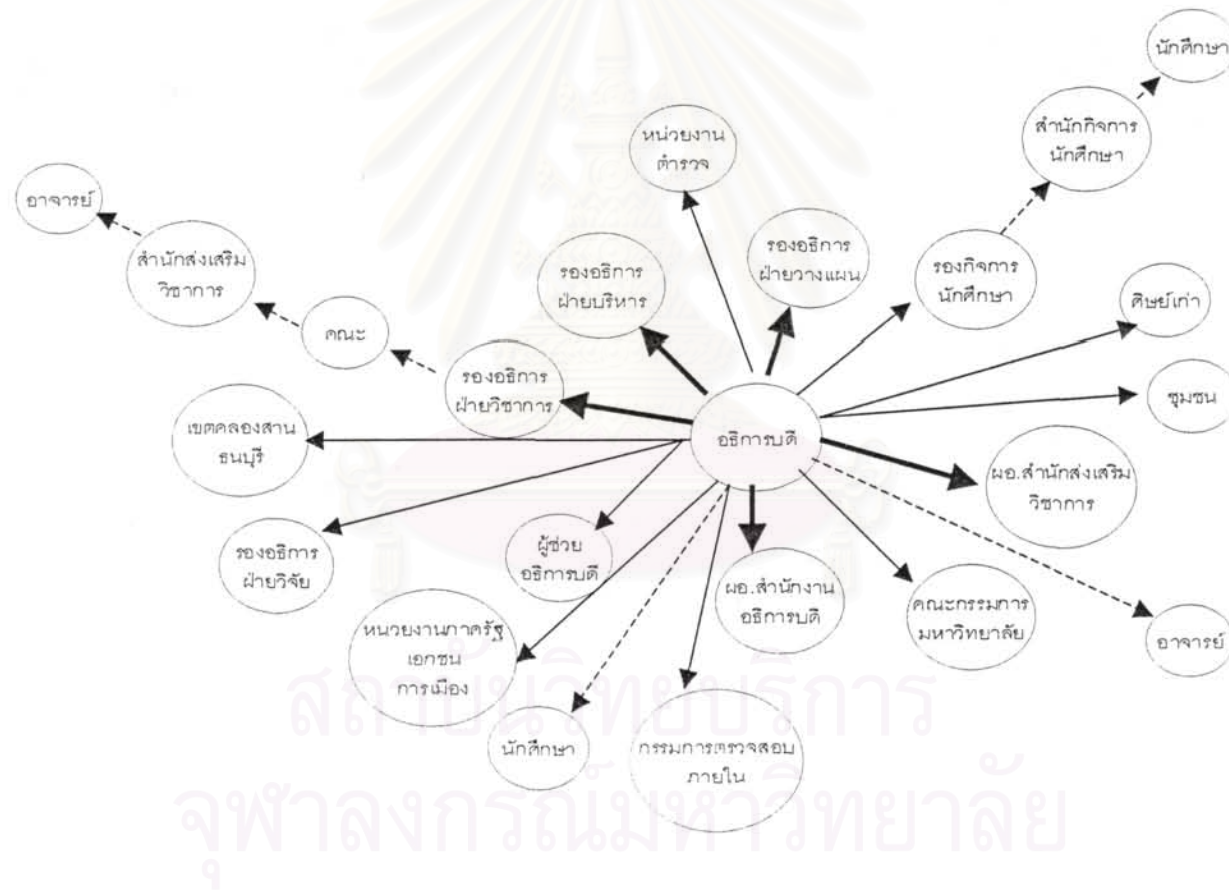 นักศึกษา
สำนักกิจการ
นักศึกษา
หน่วยงาน
ตำรวจ
อาจารย์
สำนักส่งเสริม
วิชาการ
รองอธิการ
ฝ่ายบริหาร
รองอธิการ
ฝ่ายวางแผน
รองกิจการ
นักศึกษา
ศิษย์เก่า
คณะ
รองอธิการ
ฝ่ายวิชาการ
ชุมชน
เขตคลองสาน
ธนบุรี
อธิการบดี
ผอ.สำนักส่งเสริม
วิชาการ
รองอธิการ
ฝ่ายวิจัย
ผู้ช่วย
อธิการบดี
ผอ.สำนักงาน
อธิการบดี
คณะกรรมการ
มหาวิทยาลัย
อาจารย์
หนวยงานภาครัฐ
เอกชน
การเมือง
นักศึกษา
กรรมการตรวจสอบ
ภายใน
สถาบันวิทยบริการ
จุฬาลงกรณ์มหาวิทยาลัย